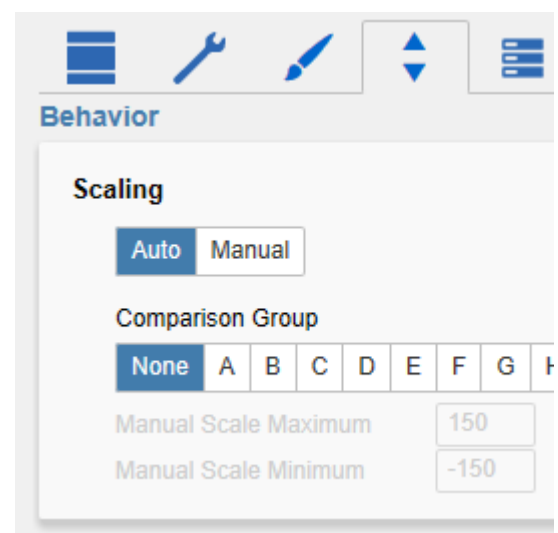 Behavior
Scaling
Auto Manual
Comparison Group
None A B C D E F G H
Manual Scale Maximum 150
Manual Scale Minimum -150